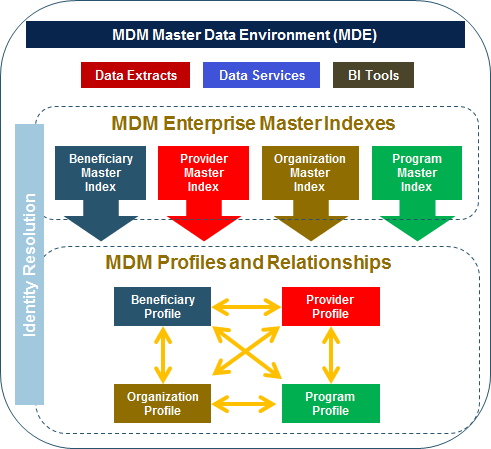 MDM Master Data Environment (MDE)
Data Extracts
Data Services
BI Tools
MDM Enterprise Master Indexes
Beneficiary
Master
Index
Provider
Master
Index
Organization
Master
Index
Program
Master
Index
Identity Resolution
MDM Profiles and Relationships
Beneficiary
Profile
Provider
Profile
Organization
Profile
Program
Profile